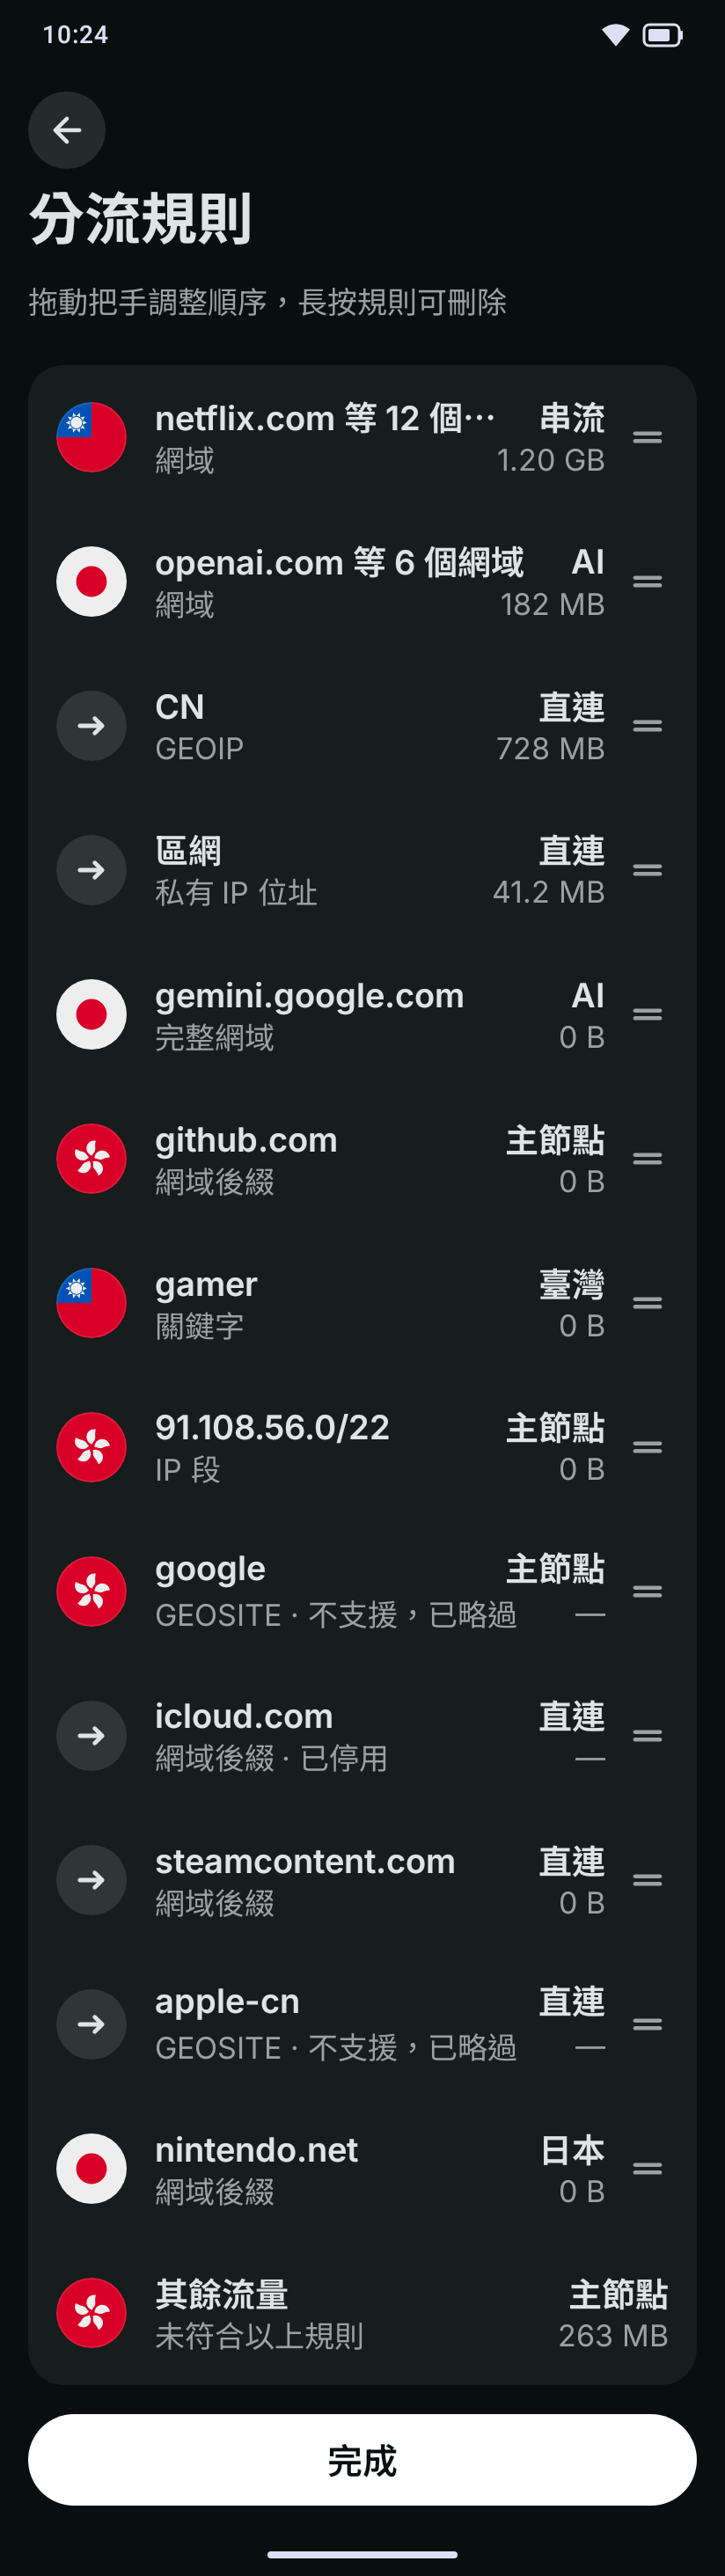 10:24
分流規則
拖動把手調整順序，長按規則可刪除
netflix.com 等 12 個… 串流
網域 1.20 GB
openai.com 等 6 個網域 AI
網域 182 MB
CN 直連
GEOIP 728 MB
區網 直連
私有 IP 位址 41.2 MB
gemini.google.com AI
完整網域 0 B
github.com 主節點
網域後綴 0 B
gamer 臺灣
關鍵字 0 B
91.108.56.0/22 主節點
IP 段 0 B
google 主節點
GEOSITE · 不支援，已略過 —
icloud.com 直連
網域後綴 · 已停用 —
steamcontent.com 直連
網域後綴 0 B
apple-cn 直連
GEOSITE · 不支援，已略過 —
nintendo.net 日本
網域後綴 0 B
其餘流量 主節點
未符合以上規則 263 MB
完成